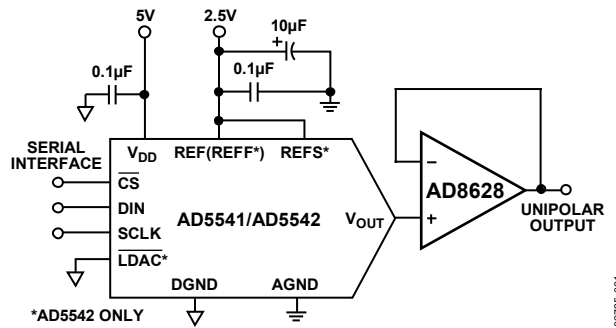 5V
2.5V
10µF
+
0.1µF
0.1µF
SERIAL
INTERFACE
VDD
REF(REFF*)
REFS*
CS
DIN
SCLK
LDAC*
AD5541/AD5542
VOUT
DGND
AGND
*AD5542 ONLY
−
+
AD8628
UNIPOLAR
OUTPUT